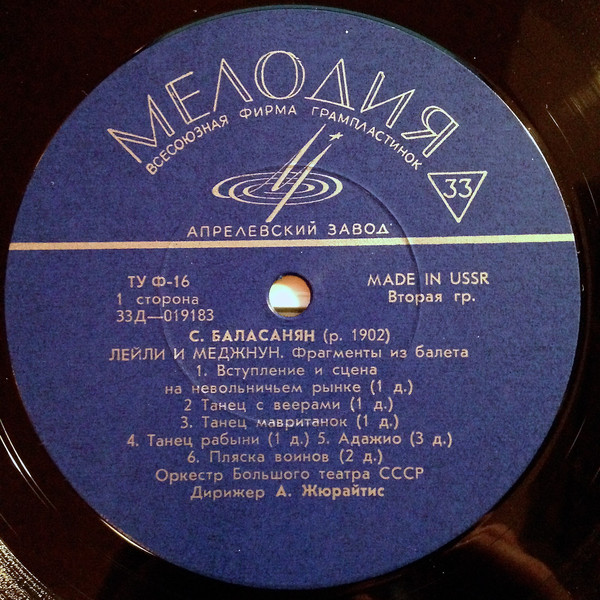 МЕЛОДИЯ
ВСЕСОЮЗНАЯ ФИРМА ГРАМПЛАСТИНОК
33
АПРЕЛЕВСКИЙ ЗАВОД
ТУ Ф-16
MADE IN USSR
1 сторона
Вторая гр.
33Д—019183
С. БАЛАСАНЯН (р. 1902)
ЛЕЙЛИ И МЕДЖНУН. Фрагменты из балета
1. Вступление и сцена
на невольничьем рынке (1 д.)
2 Танец с веерами (1 д.)
3. Танец мавританок (1 д.)
4. Танец рабыни (1 д.) 5. Адажио (3 д.)
6. Пляска воинов (2 д.)
Оркестр Большого театра СССР
Дирижер А. Жюрайтис